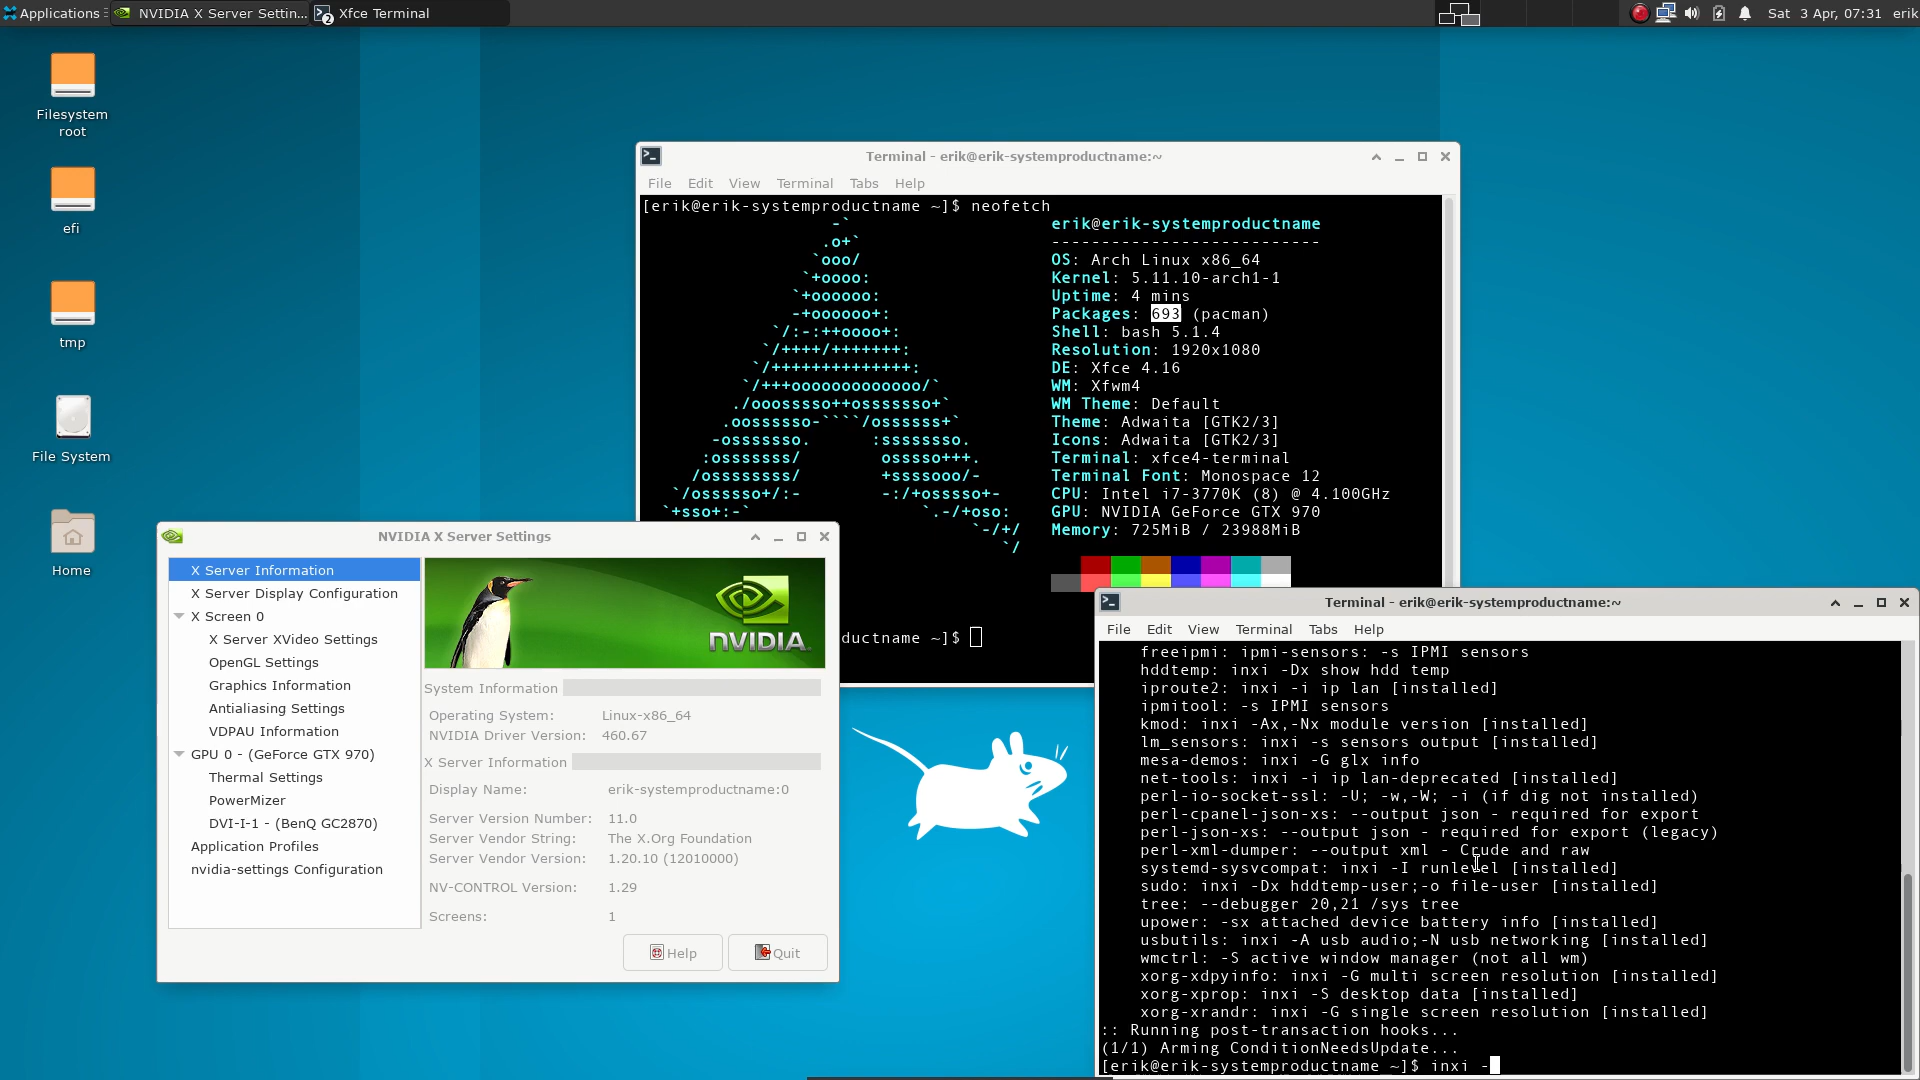 Applications
NVIDIA X Server Settin...
2
Xfce Terminal
Sat 3 Apr, 07:31
erik
Filesystem
root
efi
tmp
File System
Home
Terminal - erik@erik-systemproductname:~
File Edit View Terminal Tabs Help
[erik@erik-systemproductname ~]$ neofetch
erik@erik-systemproductname
---------------------------
OS: Arch Linux x86_64
Kernel: 5.11.10-arch1-1
Uptime: 4 mins
Packages: 693 (pacman)
Shell: bash 5.1.4
Resolution: 1920x1080
DE: Xfce 4.16
WM: Xfwm4
WM Theme: Default
Theme: Adwaita [GTK2/3]
Icons: Adwaita [GTK2/3]
Terminal: xfce4-terminal
Terminal Font: Monospace 12
CPU: Intel i7-3770K (8) @ 4.100GHz
GPU: NVIDIA GeForce GTX 970
Memory: 725MiB / 23988MiB
ductname ~]$
NVIDIA X Server Settings
X Server Information
X Server Display Configuration
X Screen 0
X Server XVideo Settings
OpenGL Settings
Graphics Information
Antialiasing Settings
VDPAU Information
GPU 0 - (GeForce GTX 970)
Thermal Settings
PowerMizer
DVI-I-1 - (BenQ GC2870)
Application Profiles
nvidia-settings Configuration
NVIDIA.
System Information
Operating System: Linux-x86_64
NVIDIA Driver Version: 460.67
X Server Information
Display Name: erik-systemproductname:0
Server Version Number: 11.0
Server Vendor String: The X.Org Foundation
Server Vendor Version: 1.20.10 (12010000)
NV-CONTROL Version: 1.29
Screens: 1
Help
Quit
Terminal - erik@erik-systemproductname:~
File Edit View Terminal Tabs Help
freeipmi: ipmi-sensors: -s IPMI sensors
hddtemp: inxi -Dx show hdd temp
iproute2: inxi -i ip lan [installed]
ipmitool: -s IPMI sensors
kmod: inxi -Ax,-Nx module version [installed]
lm_sensors: inxi -s sensors output [installed]
mesa-demos: inxi -G glx info
net-tools: inxi -i ip lan-deprecated [installed]
perl-io-socket-ssl: -U; -w,-W; -i (if dig not installed)
perl-cpanel-json-xs: --output json - required for export
perl-json-xs: --output json - required for export (legacy)
perl-xml-dumper: --output xml - Crude and raw
systemd-sysvcompat: inxi -I runlevel [installed]
sudo: inxi -Dx hddtemp-user;-o file-user [installed]
tree: --debugger 20,21 /sys tree
upower: -sx attached device battery info [installed]
usbutils: inxi -A usb audio;-N usb networking [installed]
wmctrl: -S active window manager (not all wm)
xorg-xdpyinfo: inxi -G multi screen resolution [installed]
xorg-xprop: inxi -S desktop data [installed]
xorg-xrandr: inxi -G single screen resolution [installed]
:: Running post-transaction hooks...
(1/1) Arming ConditionNeedsUpdate...
[erik@erik-systemproductname ~]$ inxi -